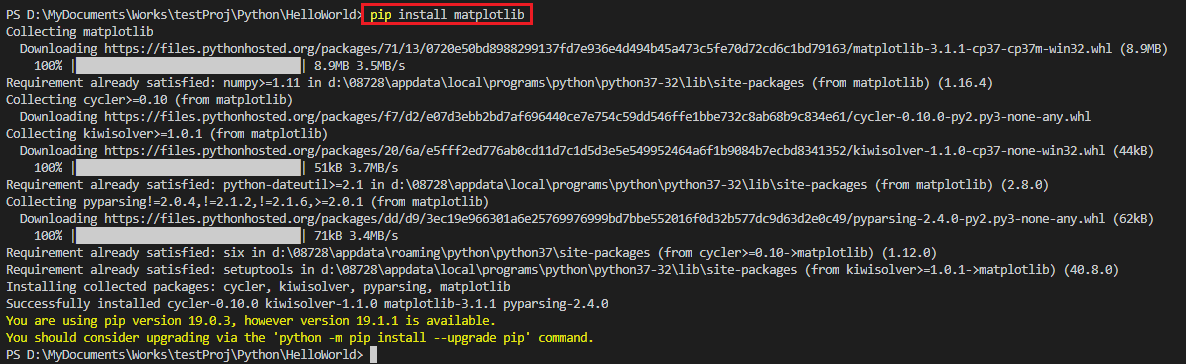 PS D:\MyDocuments\Works\testProj\Python\HelloWorld> pip install matplotlib
Collecting matplotlib
Downloading https://files.pythonhosted.org/packages/71/13/0720e50bd8988299137fd7e936e4d494b45a473c5fe70d72cd6c1bd79163/matplotlib-3.1.1-cp37-cp37m-win32.whl (8.9MB)
100% || 8.9MB 3.5MB/s
Requirement already satisfied: numpy>=1.11 in d:\08728\appdata\local\programs\python\python37-32\lib\site-packages (from matplotlib) (1.16.4)
Collecting cycler>=0.10 (from matplotlib)
Downloading https://files.pythonhosted.org/packages/f7/d2/e07d3ebb2bd7af696440ce7e754c59dd546ffe1bbe732c8ab68b9c834e61/cycler-0.10.0-py2.py3-none-any.whl
Collecting kiwisolver>=1.0.1 (from matplotlib)
Downloading https://files.pythonhosted.org/packages/20/6a/e5fff2ed776ab0cd11d7c1d5d3e5e549952464a6f1b9084b7ecbd8341352/kiwisolver-1.1.0-cp37-none-win32.whl (44kB)
100% || 51kB 3.7MB/s
Requirement already satisfied: python-dateutil>=2.1 in d:\08728\appdata\local\programs\python\python37-32\lib\site-packages (from matplotlib) (2.8.0)
Collecting pyparsing!=2.0.4,!=2.1.2,!=2.1.6,>=2.0.1 (from matplotlib)
Downloading https://files.pythonhosted.org/packages/dd/d9/3ec19e966301a6e25769976999bd7bbe552016f0d32b577dc9d63d2e0c49/pyparsing-2.4.0-py2.py3-none-any.whl (62kB)
100% || 71kB 3.4MB/s
Requirement already satisfied: six in d:\08728\appdata\roaming\python\python37\site-packages (from cycler>=0.10->matplotlib) (1.12.0)
Requirement already satisfied: setuptools in d:\08728\appdata\local\programs\python\python37-32\lib\site-packages (from kiwisolver>=1.0.1->matplotlib) (40.8.0)
Installing collected packages: cycler, kiwisolver, pyparsing, matplotlib
Successfully installed cycler-0.10.0 kiwisolver-1.1.0 matplotlib-3.1.1 pyparsing-2.4.0
You are using pip version 19.0.3, however version 19.1.1 is available.
You should consider upgrading via the 'python -m pip install --upgrade pip' command.
PS D:\MyDocuments\Works\testProj\Python\HelloWorld>